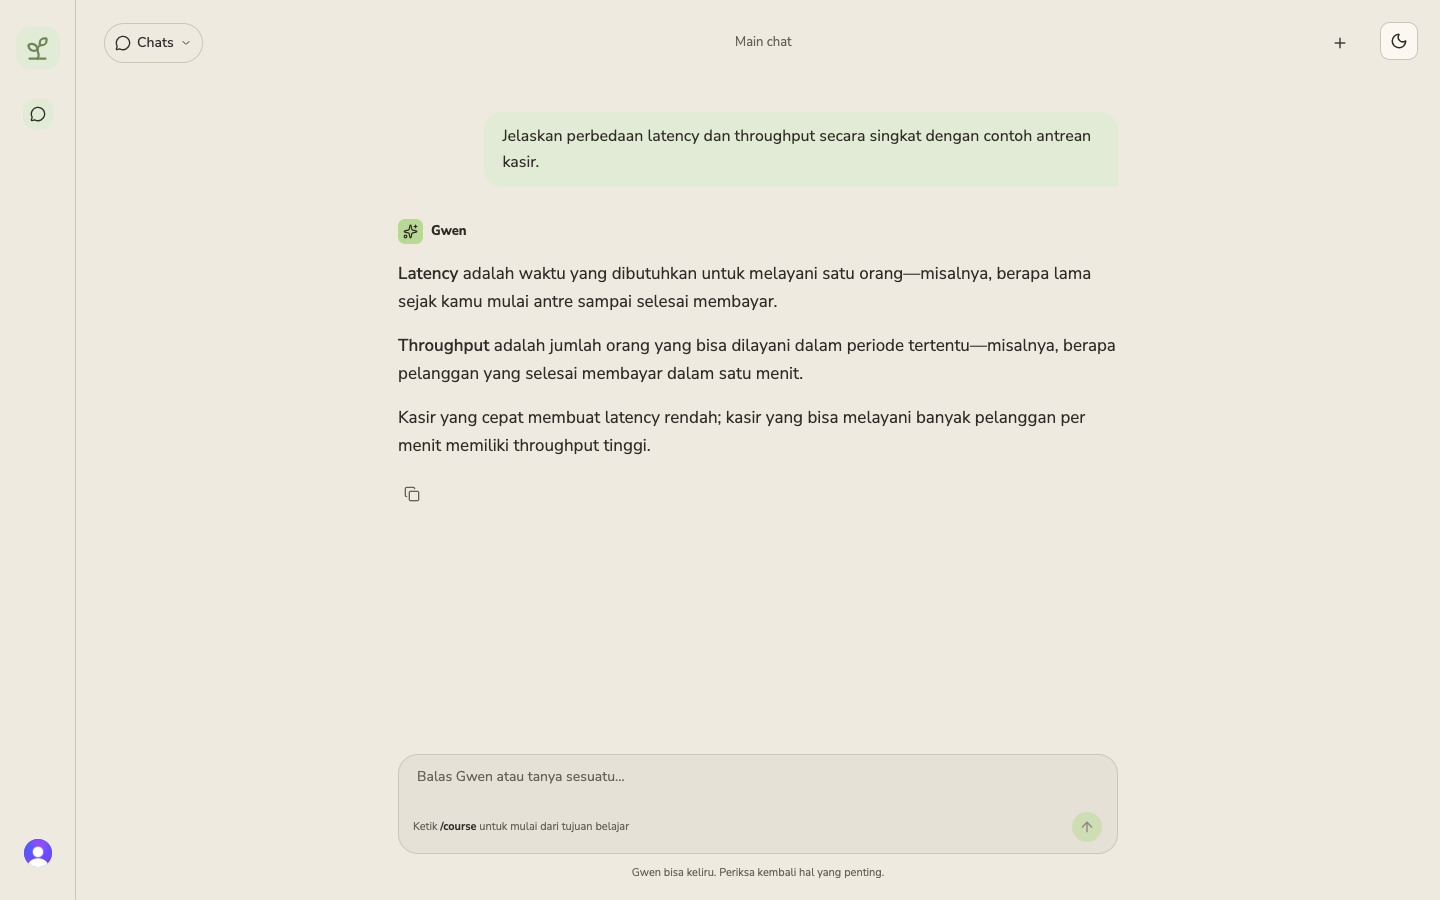 Chats
Main chat
Jelaskan perbedaan latency dan throughput secara singkat dengan contoh antrean
kasir.
Gwen
Latency adalah waktu yang dibutuhkan untuk melayani satu orang—misalnya, berapa lama
sejak kamu mulai antre sampai selesai membayar.
Throughput adalah jumlah orang yang bisa dilayani dalam periode tertentu—misalnya, berapa
pelanggan yang selesai membayar dalam satu menit.
Kasir yang cepat membuat latency rendah; kasir yang bisa melayani banyak pelanggan per
menit memiliki throughput tinggi.
Balas Gwen atau tanya sesuatu...
Ketik /course untuk mulai dari tujuan belajar
Gwen bisa keliru. Periksa kembali hal yang penting.